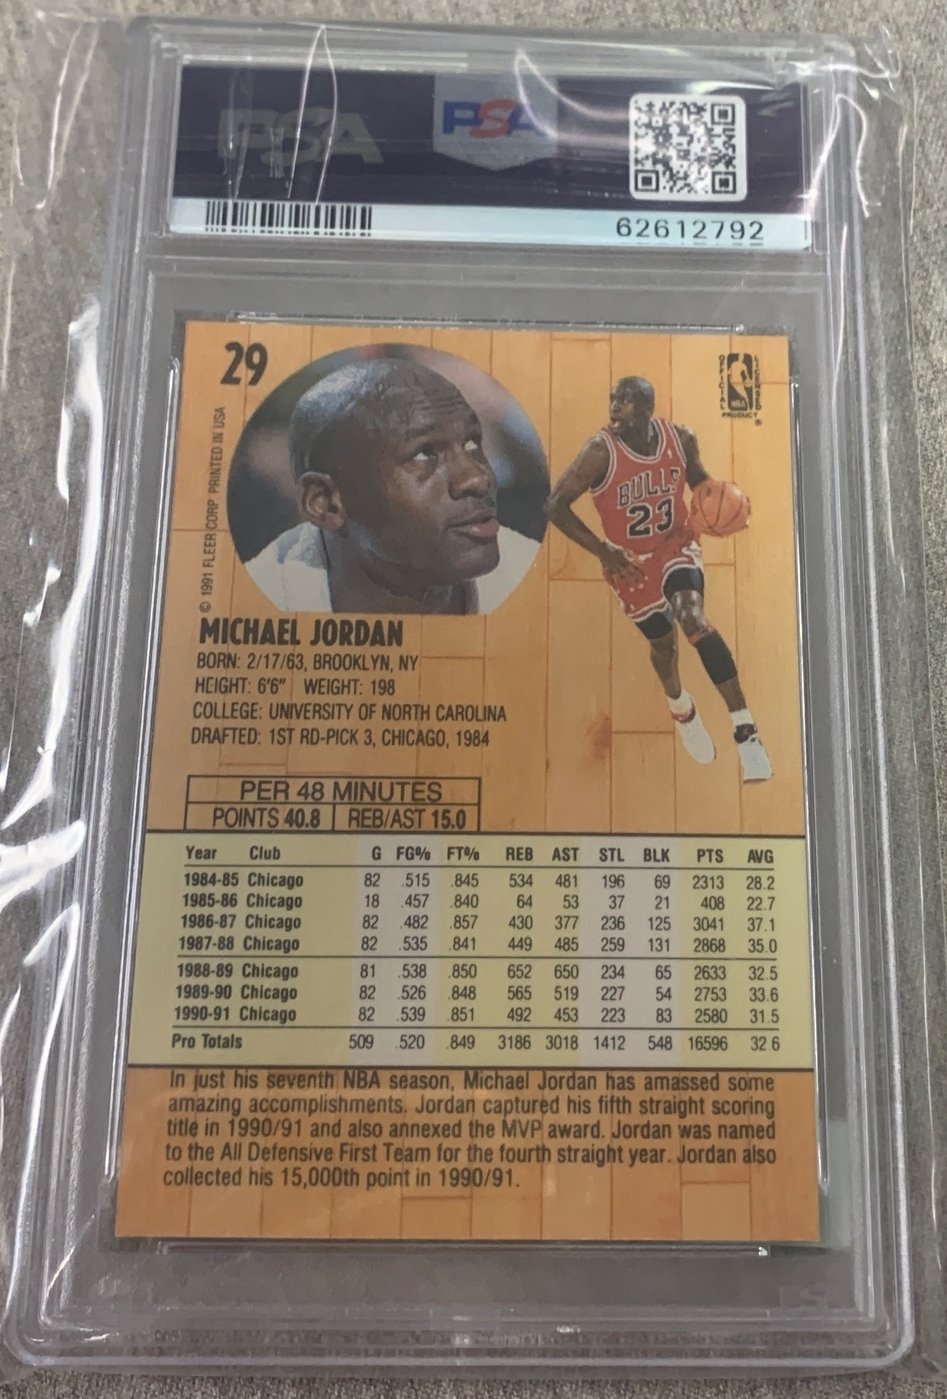 PSA
PSA
62612792
29
OFFICIAL LICENSED
NBA
PRODUCT ®
© 1991 FLEER CORP PRINTED IN USA
BULLS
23
MICHAEL JORDAN
BORN: 2/17/63, BROOKLYN, NY
HEIGHT: 6'6" WEIGHT: 198
COLLEGE: UNIVERSITY OF NORTH CAROLINA
DRAFTED: 1ST RD-PICK 3, CHICAGO, 1984
PER 48 MINUTES
POINTS 40.8 REB/AST 15.0
Year Club G FG% FT% REB AST STL BLK PTS AVG
1984-85 Chicago 82 .515 .845 534 481 196 69 2313 28.2
1985-86 Chicago 18 .457 .840 64 53 37 21 408 22.7
1986-87 Chicago 82 .482 .857 430 377 236 125 3041 37.1
1987-88 Chicago 82 .535 .841 449 485 259 131 2868 35.0
1988-89 Chicago 81 .538 .850 652 650 234 65 2633 32.5
1989-90 Chicago 82 .526 .848 565 519 227 54 2753 33.6
1990-91 Chicago 82 .539 .851 492 453 223 83 2580 31.5
Pro Totals 509 .520 .849 3186 3018 1412 548 16596 32 6
In just his seventh NBA season, Michael Jordan has amassed some
amazing accomplishments. Jordan captured his fifth straight scoring
title in 1990/91 and also annexed the MVP award. Jordan was named
to the All Defensive First Team for the fourth straight year. Jordan also
collected his 15,000th point in 1990/91.